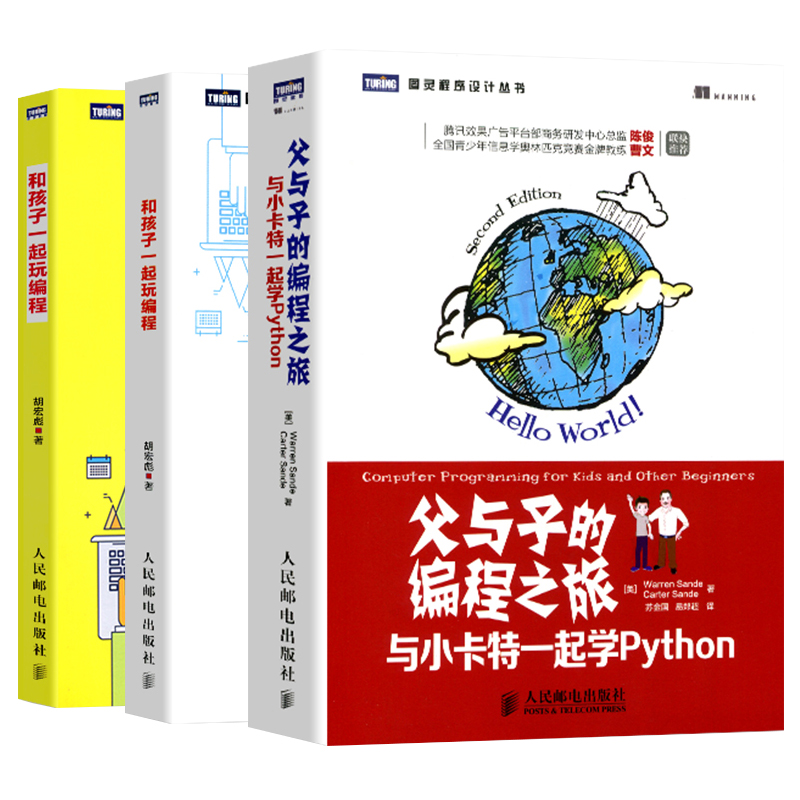 TURING
和孩子一起玩编程
胡宏彪 著
人民邮电出版社
TURING
TURING
和孩子一起玩编程
胡宏彪 著
人民邮电出版社
TURING
TURING
图灵教育
父与子的编程之旅
与小卡特一起学Python
[美] Warren Sande
Carter Sande 著
人民邮电出版社
TURING 图灵程序设计丛书
MANNING
腾讯效果广告平台部商务研发中心总监 陈俊
全国青少年信息学奥林匹克竞赛金牌教练 曹文
联袂推荐
Second Edition
Hello World!
Computer Programming for Kids and Other Beginners
父与子的
编程之旅
[美] Warren Sande
Carter Sande 著
苏金国 易郑超 译
与小卡特一起学Python
人民邮电出版社
POSTS & TELECOM PRESS